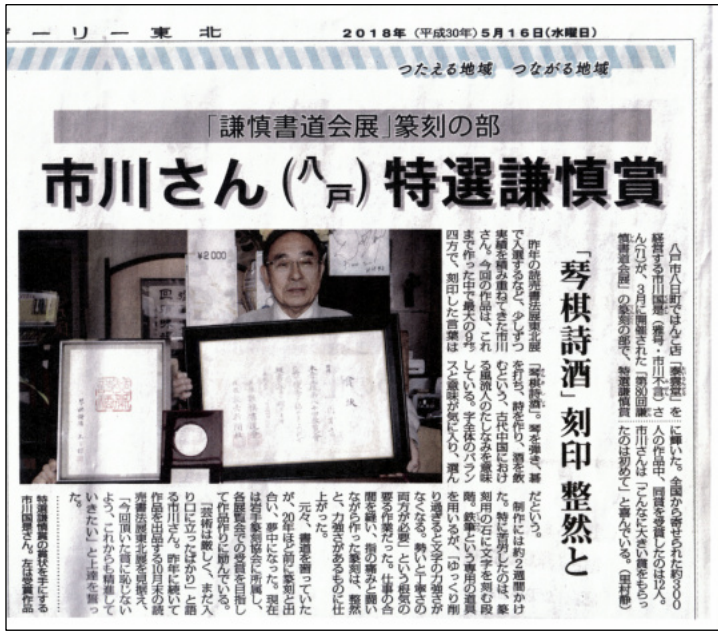 ーリー東北
2018年(平成30年)5月16日(水曜日)
つたえる地域 つながる地域
「謙慎書道会展」篆刻の部
市川さん(八戸)特選謙慎賞
「琴棋詩酒」刻印 整然と
八戸市八日町ではんこ店「泰雲堂」を
経営する市川国是(雅号・市川不言)さ
ん(71)が、3月に開催された「第80回謙
慎書道会展」の篆刻の部で、特選謙慎賞
に輝いた。全国から寄せられた約300
人の作品中、同賞を受賞したのは12人。
市川さんは「こんなに大きい賞をもらっ
たのは初めて」と喜んでいる。(里村静)
昨年の読売書法展東北展
で入選するなど、少しずつ
実績を積み重ねてきた市川
さん。今回の作品は、これ
まで作った中で最大の9㌢
四方で、刻印した言葉は
「琴棋詩酒」。琴を弾き、碁
を打ち、詩を作り、酒を飲
むという、古代中国におけ
る風流人のたしなみを意味
している。字全体のバラン
スと意味が気に入り、選ん
だという。
制作には約2週間かけ
た。特に苦労したのは、篆
刻用の石に文字を刻む段
階。鉄筆という専用の道具
を用いるが、「ゆっくり削
り過ぎると文字の力強さが
なくなる。勢いと丁寧さの
両方が必要」という根気の
要る作業だった。仕事の合
間を縫い、指の痛みと闘い
ながら作った篆刻は、整然
と、力強さがあるものに仕
上がった。
元々、書道を習っていた
が、20年ほど前に篆刻と出
合い、夢中になった。現在
は岩手篆刻協会に所属し、
各展覧会での受賞を目指し
て作品作りに励んでいる。
「芸術は厳しく、まだ入
り口に立ったばかり」と語
る市川さん。昨年に続いて
作品を出品する10月末の読
売書法展東北展を見据え、
「今回頂いた賞に恥じない
よう、これからも精進して
いきたい」と上達を誓っ
た。
特選謙慎賞の賞状を手にする
市川国是さん。左は受賞作品
¥2000
賞状